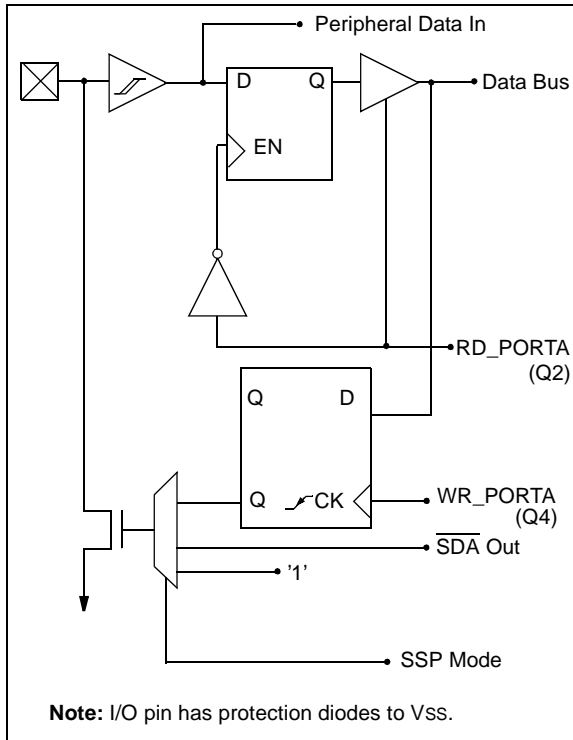 Peripheral Data In
D Q
Data Bus
EN
RD_PORTA
(Q2)
Q D
Q CK
WR_PORTA
(Q4)
SDA Out
'1'
SSP Mode
Note: I/O pin has protection diodes to VSS.